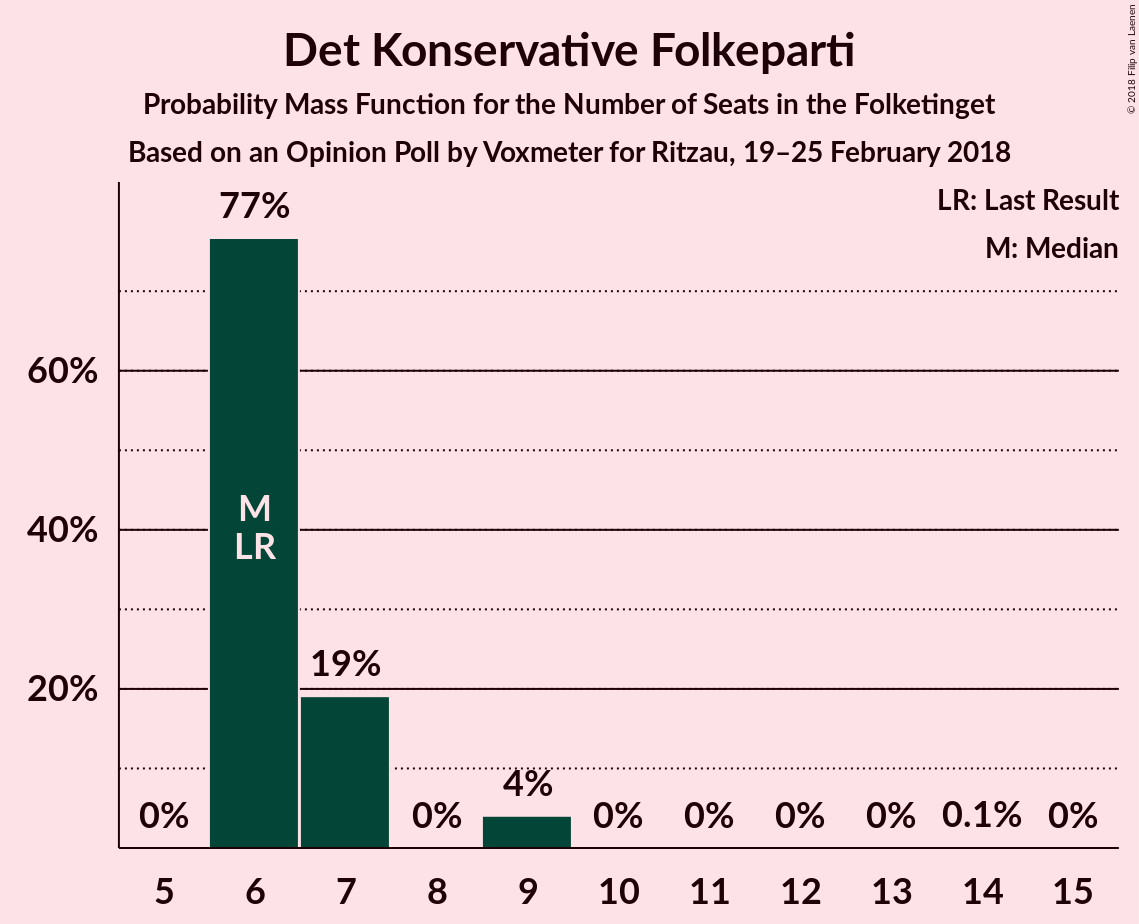 Det Konservative Folkeparti
Probability Mass Function for the Number of Seats in the Folketinget
Based on an Opinion Poll by Voxmeter for Ritzau, 19–25 February 2018
© 2018 Filip van Laenen
LR: Last Result
M: Median
77%
60%
M
40%
LR
19%
20%
4%
0% 0% 0% 0% 0% 0% 0.1% 0%
5 6 7 8 9 10 11 12 13 14 15